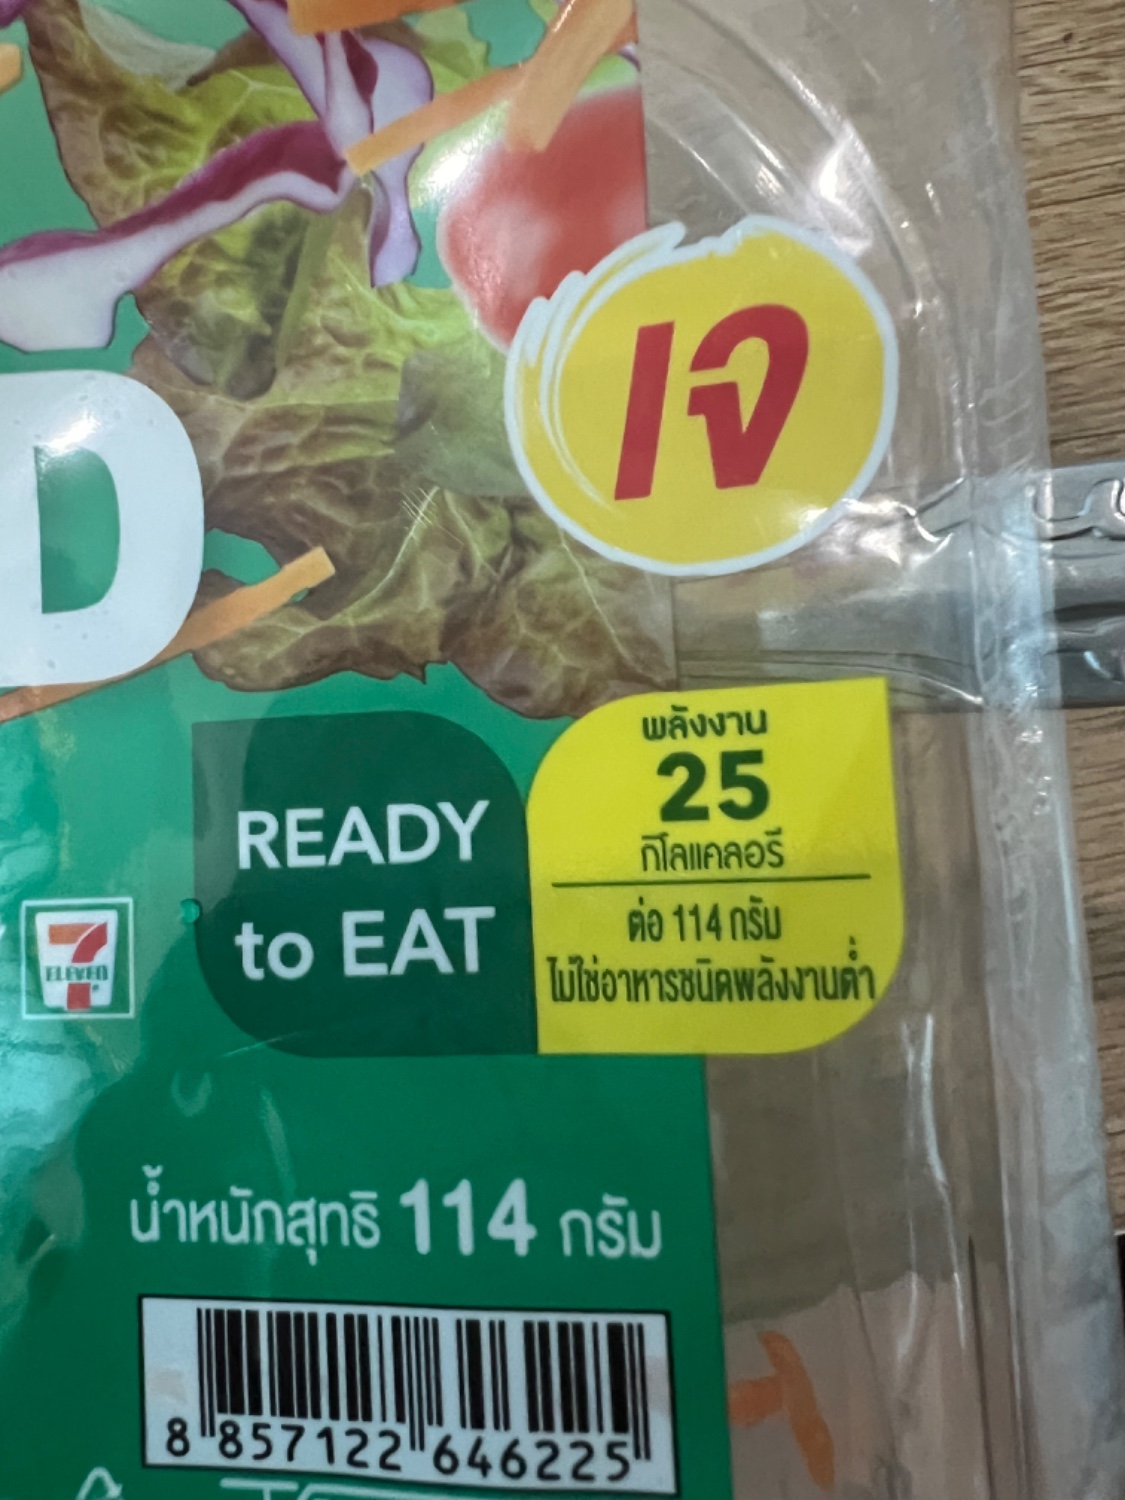 เจ
D
READY
to EAT
พลังงาน
25
กิโลแคลอรี
ต่อ 114 กรัม
ไม่ใช่อาหารชนิดพลังงานต่ำ
7
ELEVEN
น้ำหนักสุทธิ 114 กรัม
8 857122 646225